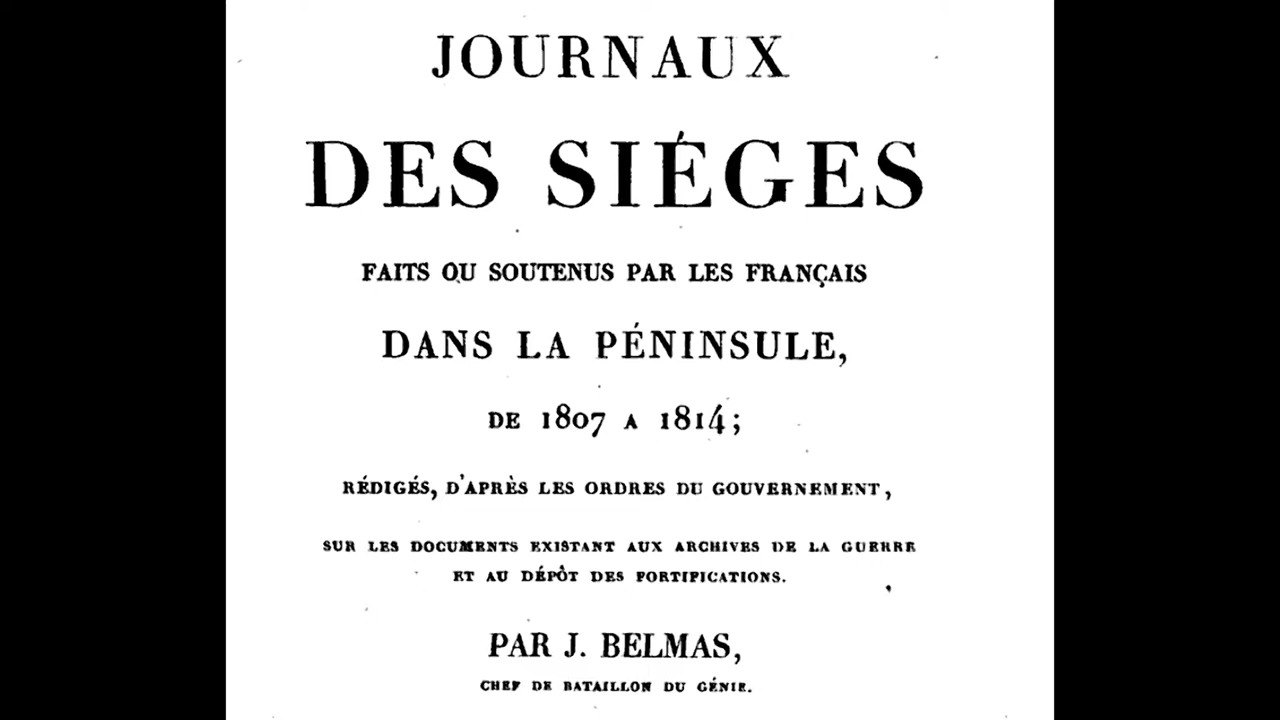 JOURNAUX
DES SIÉGES
FAITS OU SOUTENUS PAR LES FRANÇAIS
DANS LA PÉNINSULE,
DE 1807 A 1814;
RÉDIGÉS, D'APRÈS LES ORDRES DU GOUVERNEMENT,
SUR LES DOCUMENTS EXISTANT AUX ARCHIVES DE LA GUERRE
ET AU DÉPÔT DES FORTIFICATIONS.
PAR J. BELMAS,
CHEF DE BATAILLON DU GÉNIE.